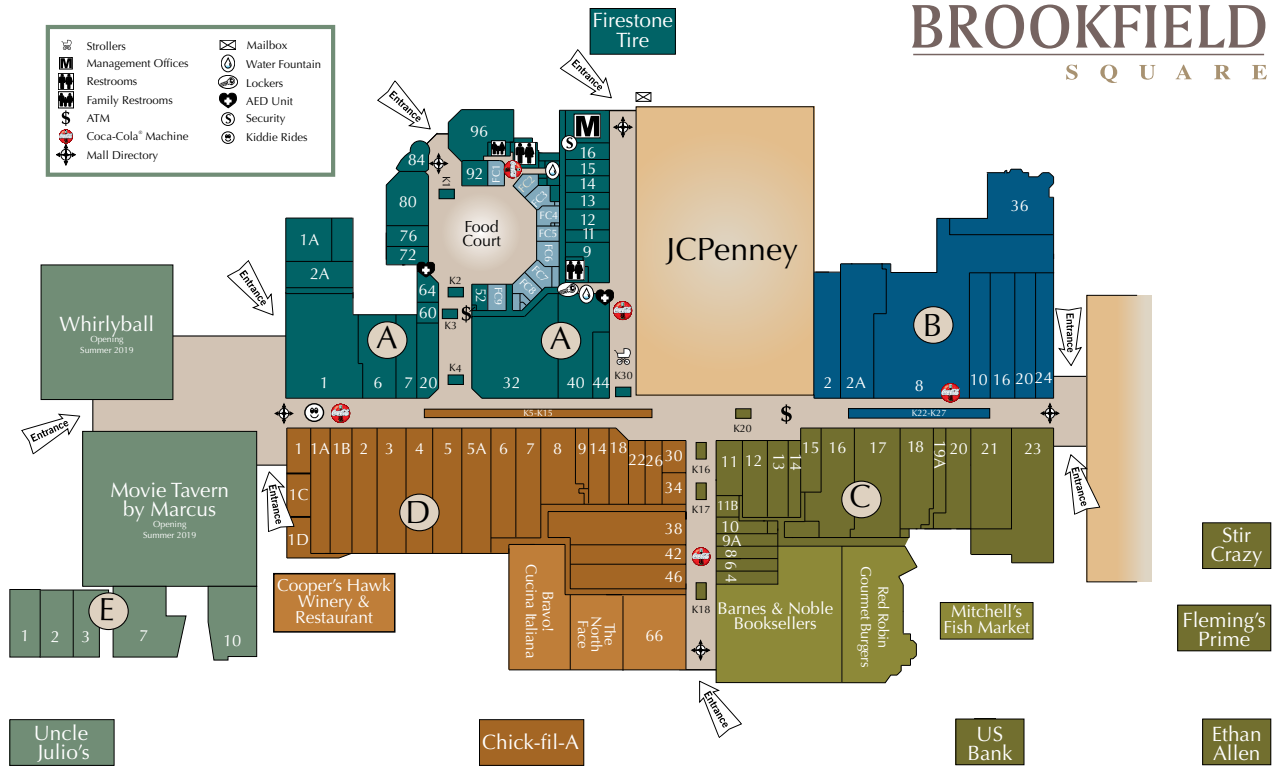 BROOKFIELD
SQUARE
Strollers
M Management Offices
Restrooms
Family Restrooms
$ ATM
Coca-Cola® Machine
Mall Directory
Mailbox
Water Fountain
Lockers
AED Unit
S Security
Kiddie Rides
Firestone
Tire
Entrance
Entrance
Entrance
Entrance
Entrance
Entrance
Entrance
Entrance
96
84
92
80
76
72
64
60
52
K1
K2
K3
K4
$
FC1
FC4
FC5
FC6
FC7
FC8
FC9
Food
Court
M
S
16
15
14
13
12
11
9
1A
2A
1
6
7
20
A
32
A
40
44
K30
JCPenney
36
B
2
2A
8
10
16
20
24
Whirlyball
Opening
Summer 2019
Movie Tavern
by Marcus
Opening
Summer 2019
K5-K15
K20
$
K22-K27
1
1A
1B
2
3
4
5
5A
6
7
8
9
14
18
22
26
30
34
38
42
46
1C
1D
D
K16
K17
K18
11
12
13
14
15
16
17
18
19A
20
21
23
11B
10
9A
8
6
4
C
Cooper's Hawk
Winery &
Restaurant
Bravo!
Cucina Italiana
The
North
Face
66
Barnes & Noble
Booksellers
Red Robin
Gourmet Burgers
Mitchell's
Fish Market
Stir
Crazy
Fleming's
Prime
E
1
2
3
7
10
Uncle
Julio's
Chick-fil-A
US
Bank
Ethan
Allen